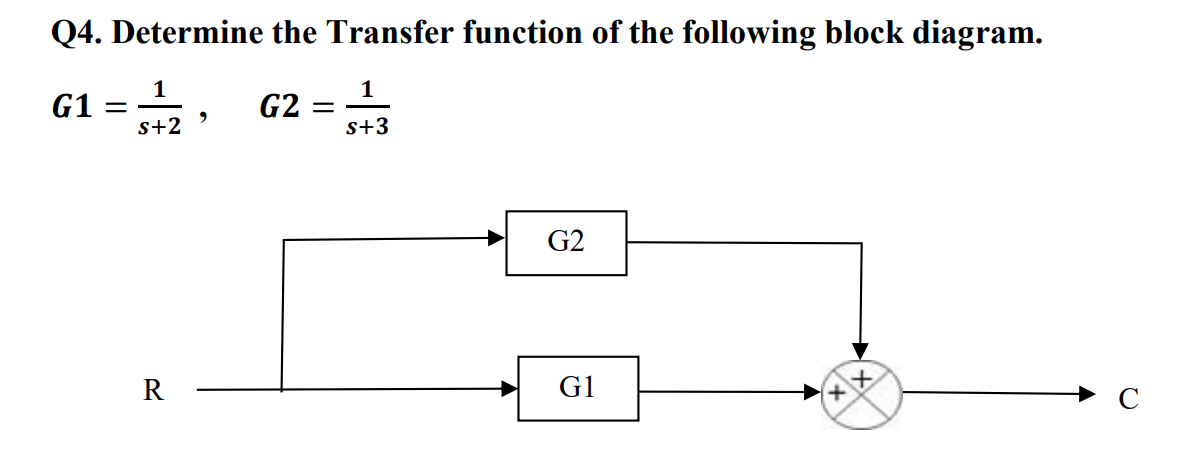 Q4. Determine the Transfer function of the following block diagram.
G1 = 1/s+2 , G2 = 1/s+3
G2
R
G1
+
+
C